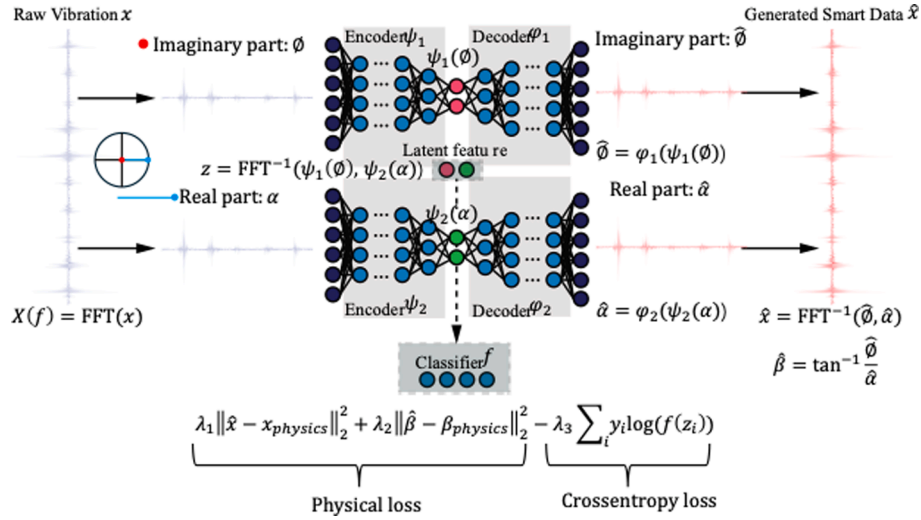 Raw Vibration x
Generated Smart Data x̂
Imaginary part: ∅
Encoder ψ₁
Decoder φ₁
ψ₁(∅)
Imaginary part: ∅̂
Latent featu re
z = FFT⁻¹(ψ₁(∅), ψ₂(α))
∅̂ = φ₁(ψ₁(∅))
Real part: α
ψ₂(α)
Real part: α̂
Encoder ψ₂
Decoder φ₂
X(f) = FFT(x)
α̂ = φ₂(ψ₂(α))
x̂ = FFT⁻¹(∅̂, α̂)
Classifier f
β̂ = tan⁻¹ ∅̂/α̂
λ₁‖x̂ − x_physics‖₂² + λ₂‖β̂ − β_physics‖₂² − λ₃ ∑ᵢ yᵢlog(f(zᵢ))
Physical loss
Crossentropy loss